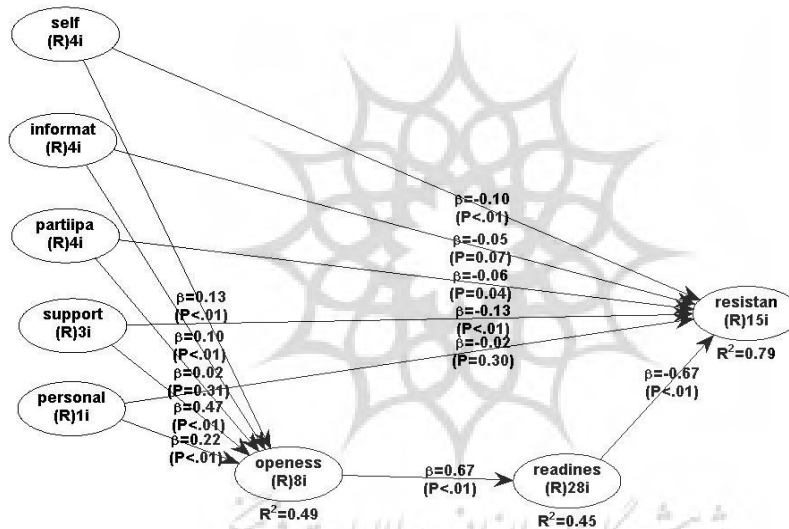 self
(R)4i
informat
(R)4i
partiipa
(R)4i
support
(R)3i
personal
(R)1i
β=-0.10
(P<.01)
β=-0.05
(P=0.07)
β=-0.06
(P=0.04)
β=-0.13
(P<.01)
β=-0.02
(P=0.30)
resistan
(R)15i
R²=0.79
β=0.13
(P<.01)
β=0.10
(P<.01)
β=0.02
(P=0.31)
β=0.47
(P<.01)
β=0.22
(P<.01)
β=-0.67
(P<.01)
openess
(R)8i
R²=0.49
β=0.67
(P<.01)
readines
(R)28i
R²=0.45